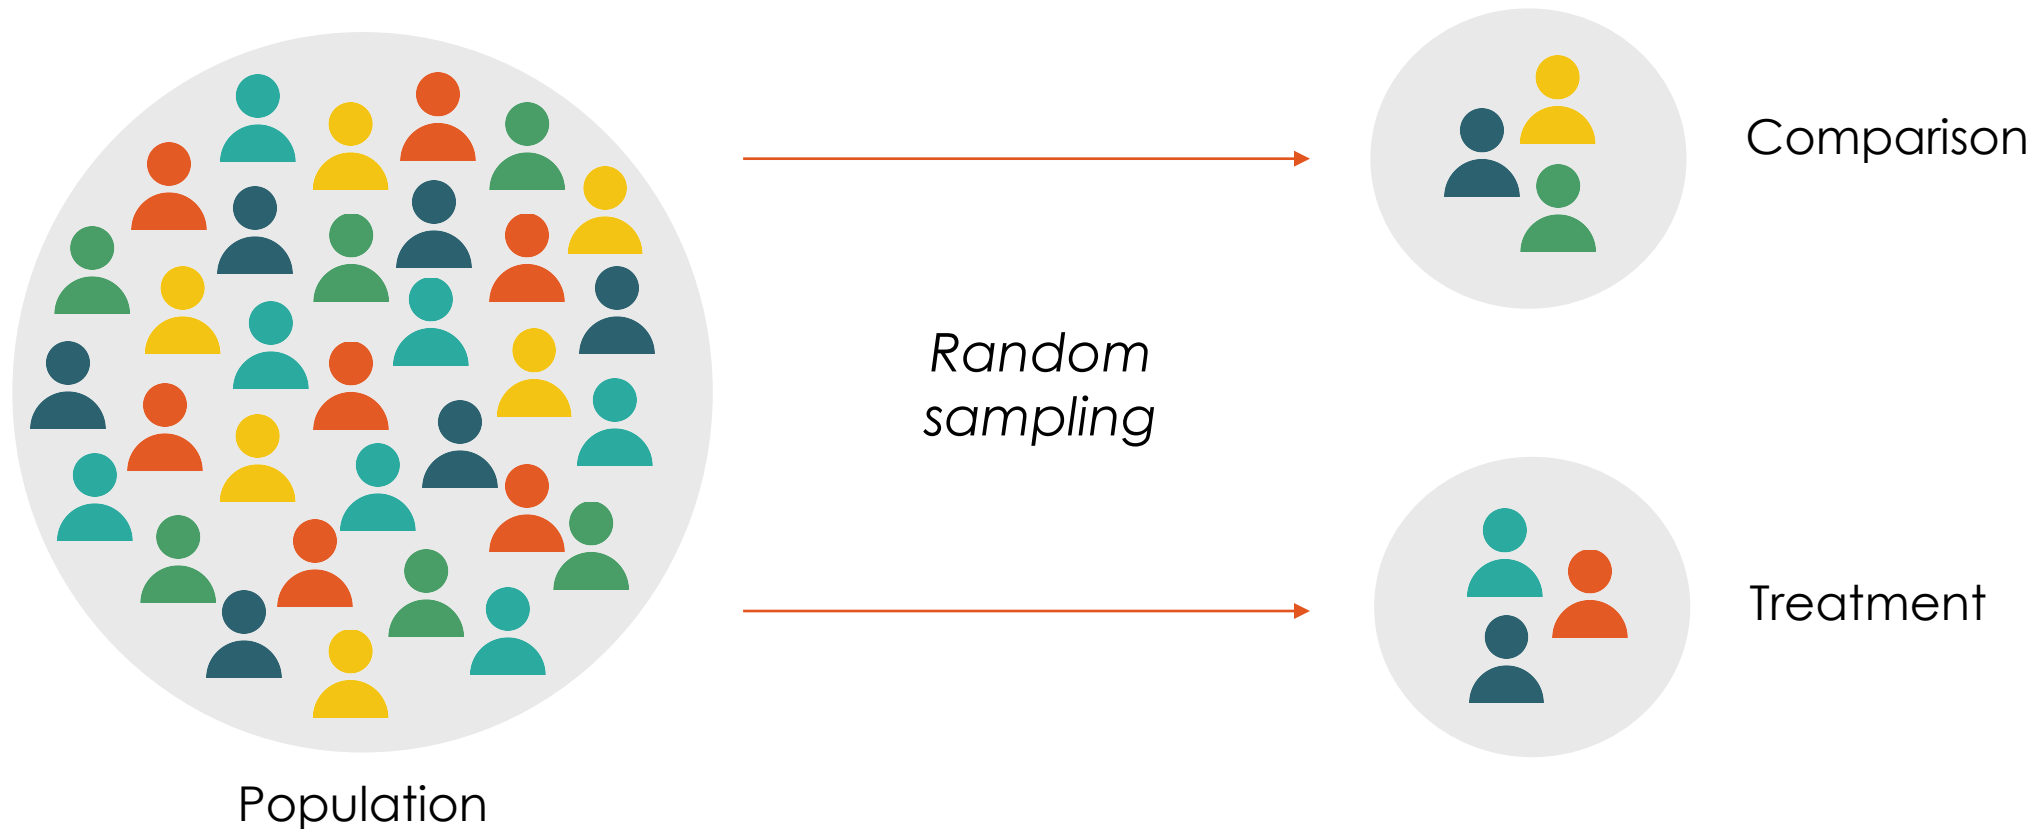 Comparison
Random
sampling
Treatment
Population